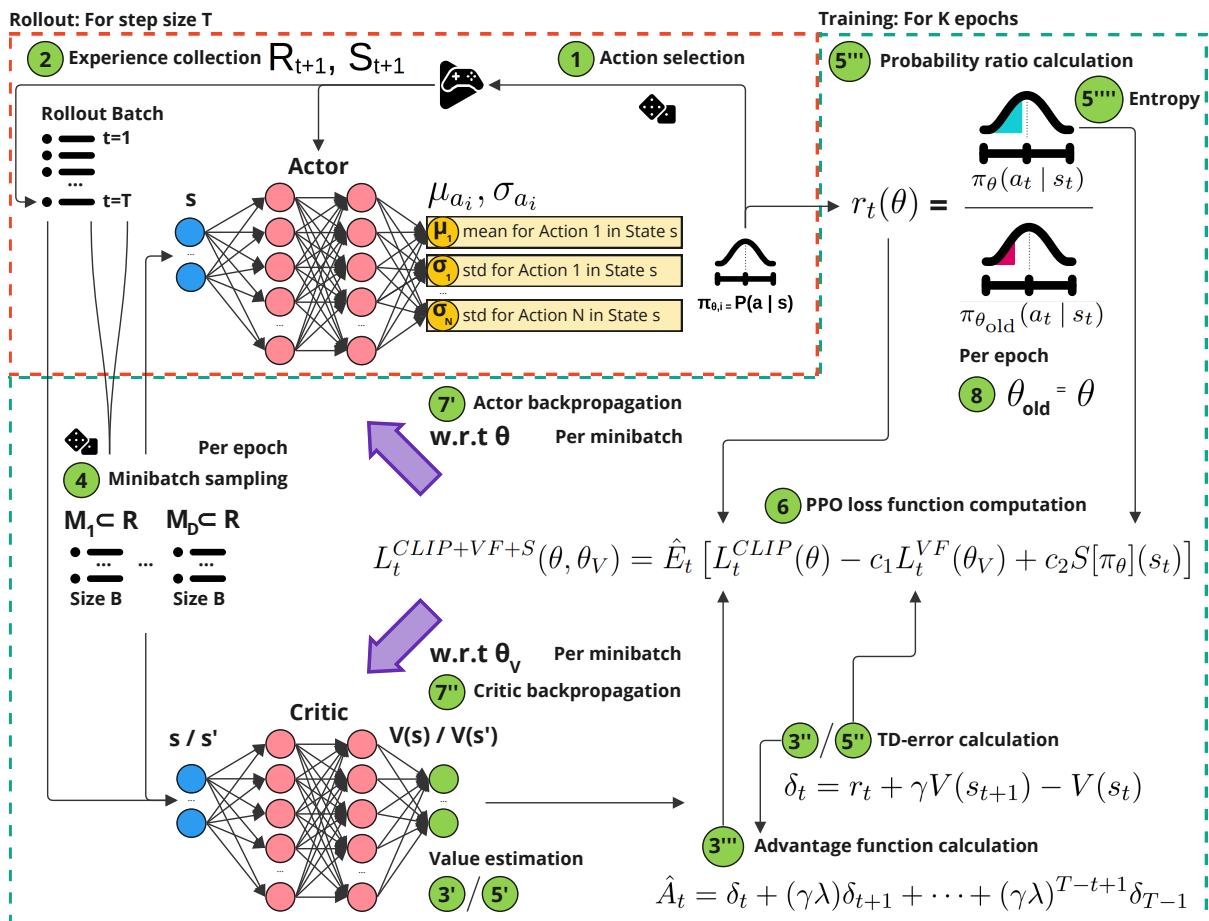 Rollout: For step size T
Training: For K epochs
2 Experience collection R_{t+1}, S_{t+1}
1 Action selection
5''' Probability ratio calculation
5'''' Entropy
Rollout Batch
t=1
...
t=T
Actor
s
...
...
...
μ_{a_i}, σ_{a_i}
μ_1 mean for Action 1 in State s
σ_1 std for Action 1 in State s
...
σ_N std for Action N in State s
π_{θ,i} = P(a | s)
r_t(θ) =
π_θ(a_t | s_t)
π_{θ_old}(a_t | s_t)
Per epoch
8 θ_old = θ
7' Actor backpropagation
w.r.t θ Per minibatch
Per epoch
4 Minibatch sampling
M_1⊂ R M_D⊂ R
... ... ...
Size B Size B
6 PPO loss function computation
L_t^{CLIP+VF+S}(θ, θ_V) = Ê_t [L_t^{CLIP}(θ) − c_1 L_t^{VF}(θ_V) + c_2 S[π_θ](s_t)]
w.r.t θ_V Per minibatch
7'' Critic backpropagation
Critic
s / s'
V(s) / V(s')
...
...
...
...
Value estimation
3' / 5'
3'' / 5'' TD-error calculation
δ_t = r_t + γV(s_{t+1}) − V(s_t)
3''' Advantage function calculation
Â_t = δ_t + (γλ)δ_{t+1} + ··· + (γλ)^{T−t+1}δ_{T−1}